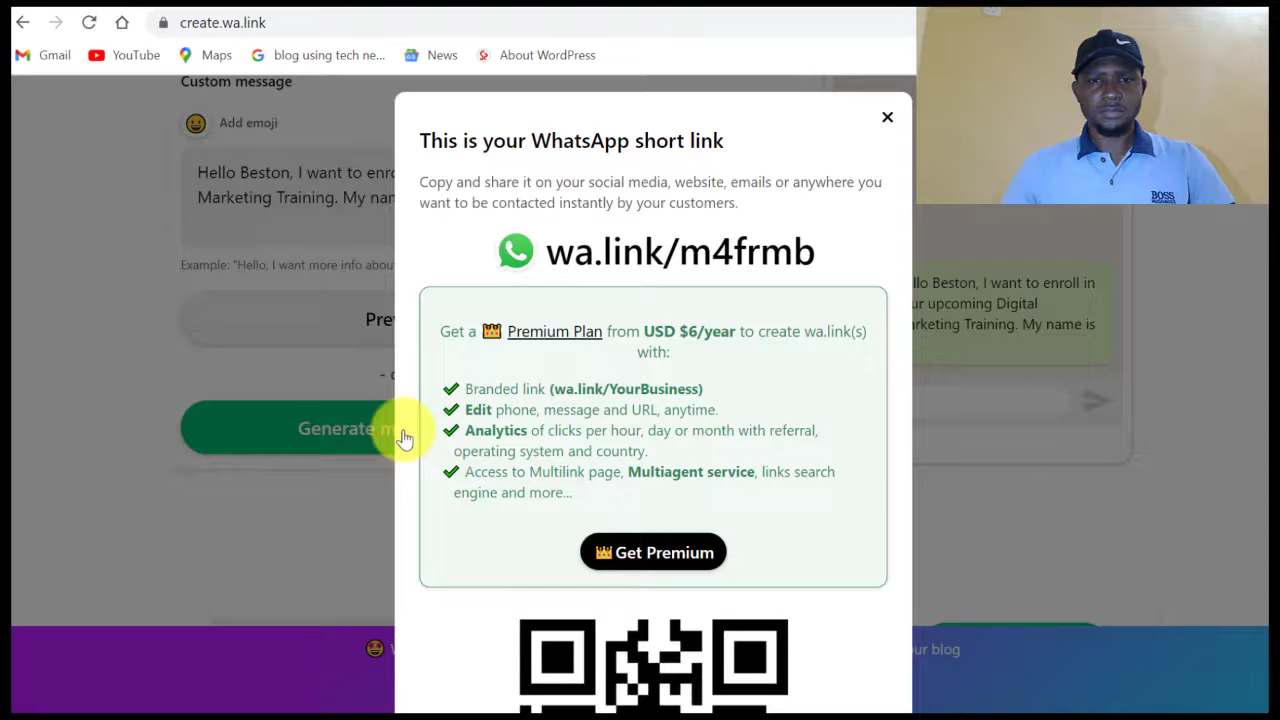 create.wa.link
Gmail YouTube Maps blog using tech ne... News About WordPress
Custom message
Add emoji
Hello Beston, I want to enro
Marketing Training. My nam
Example: "Hello, I want more info abou
Pre
Generate m
This is your WhatsApp short link
Copy and share it on your social media, website, emails or anywhere you
want to be contacted instantly by your customers.
wa.link/m4frmb
Get a Premium Plan from USD $6/year to create wa.link(s)
with:
Branded link (wa.link/YourBusiness)
Edit phone, message and URL, anytime.
Analytics of clicks per hour, day or month with referral,
operating system and country.
Access to Multilink page, Multiagent service, links search
engine and more...
Get Premium
llo Beston, I want to enroll in
ur upcoming Digital
rketing Training. My name is
ur blog
BOSS